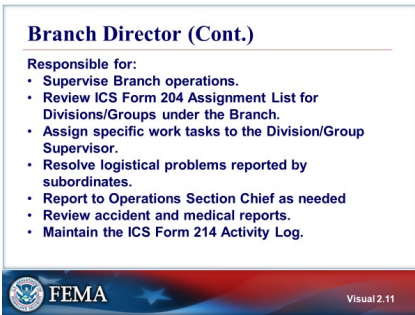 Branch Director (Cont.)
Responsible for:
• Supervise Branch operations.
• Review ICS Form 204 Assignment List for
Divisions/Groups under the Branch.
• Assign specific work tasks to the Division/Group
Supervisor.
• Resolve logistical problems reported by
subordinates.
• Report to Operations Section Chief as needed
• Review accident and medical reports.
• Maintain the ICS Form 214 Activity Log.
FEMA
Visual 2.11